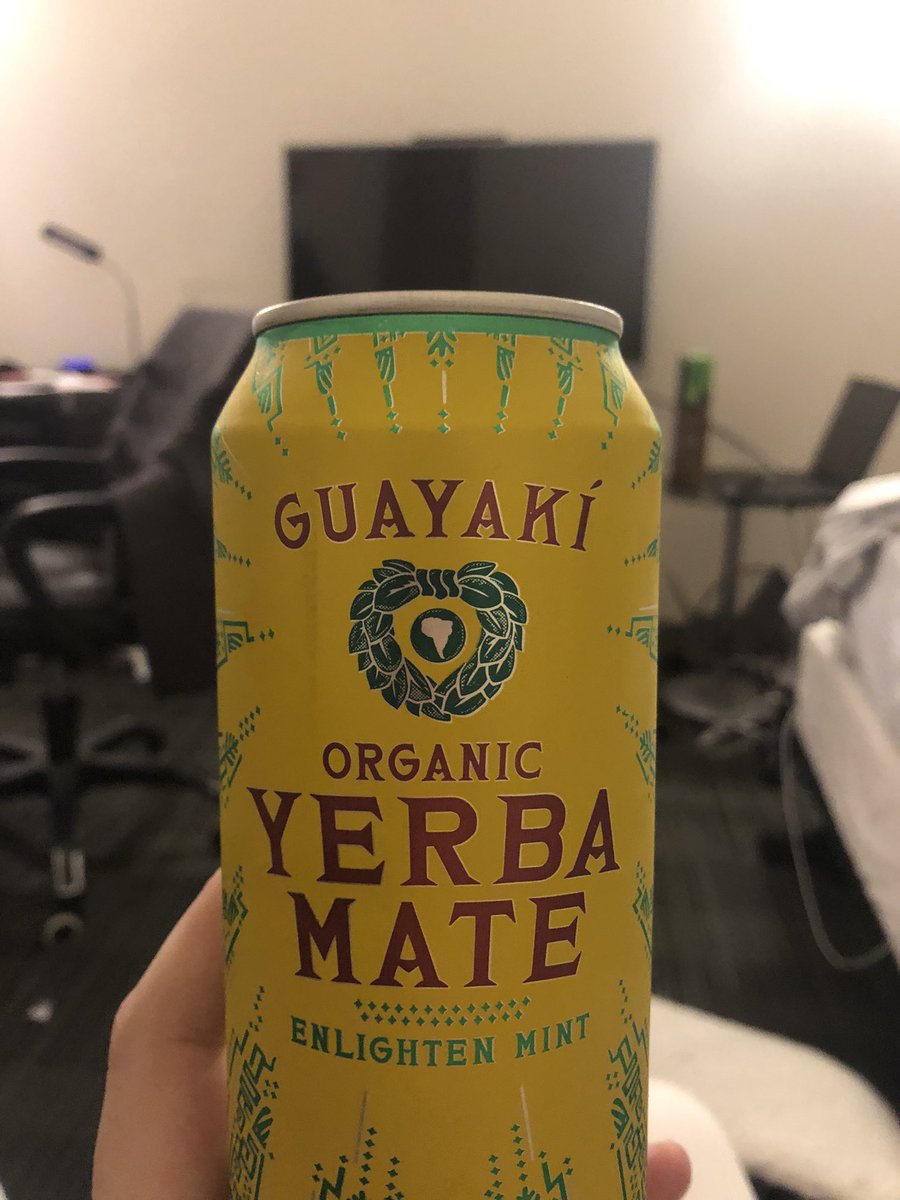 GUAYAKÍ
ORGANIC
YERBA
MATE
ENLIGHTEN MINT